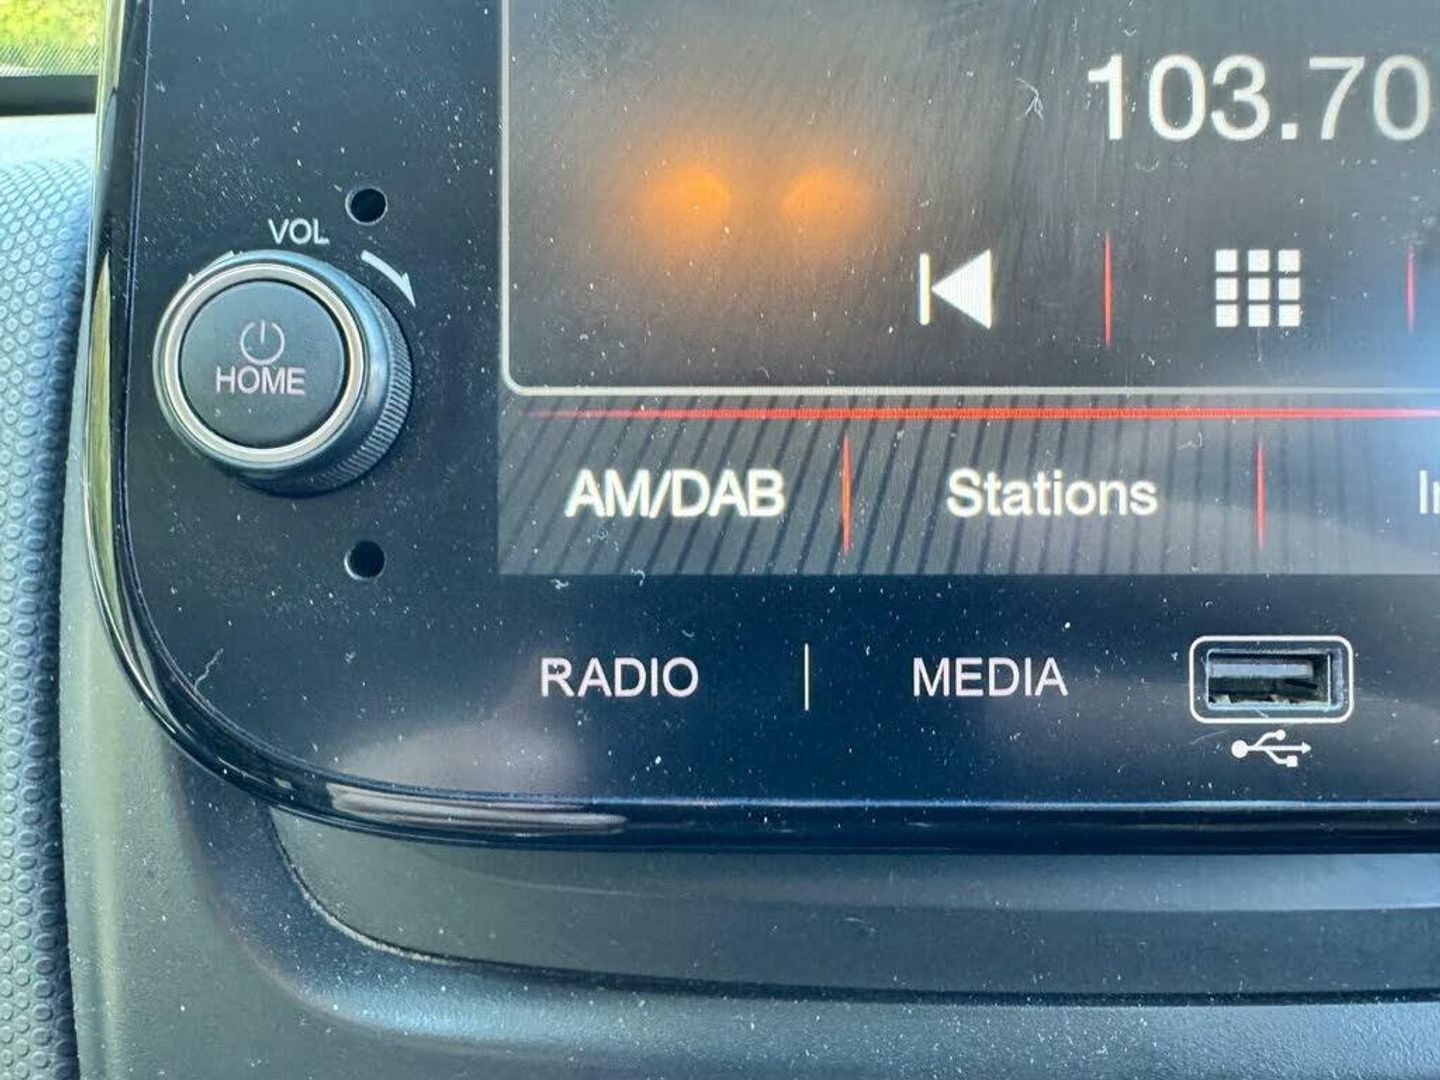 103.70
VOL
HOME
AM/DAB
Stations
RADIO
MEDIA